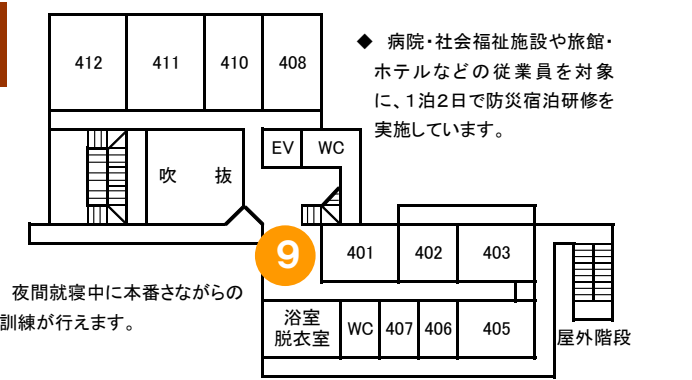 412 411 410 408
◆ 病院・社会福祉施設や旅館・
ホテルなどの従業員を対象
に、1泊2日で防災宿泊研修を
実施しています。
EV WC
吹 抜
9
401 402 403
夜間就寝中に本番さながらの
訓練が行えます。
浴室
脱衣室
WC 407 406 405
屋外階段